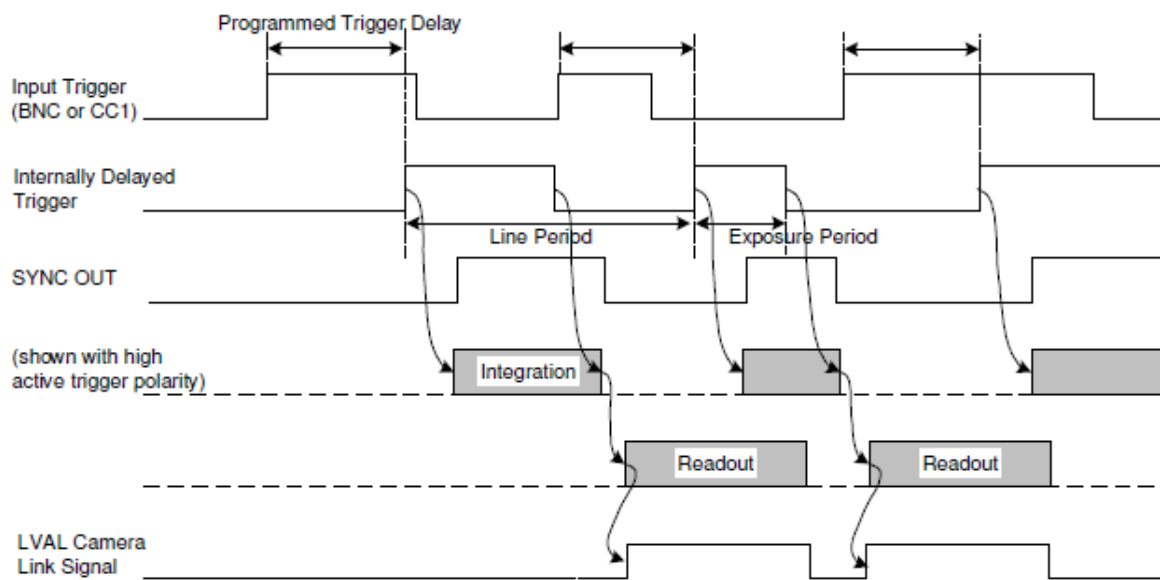 Programmed Trigger Delay
Input Trigger
(BNC or CC1)
Internally Delayed
Trigger
Line Period
Exposure Period
SYNC OUT
(shown with high
active trigger polarity)
Integration
Readout
Readout
LVAL Camera
Link Signal